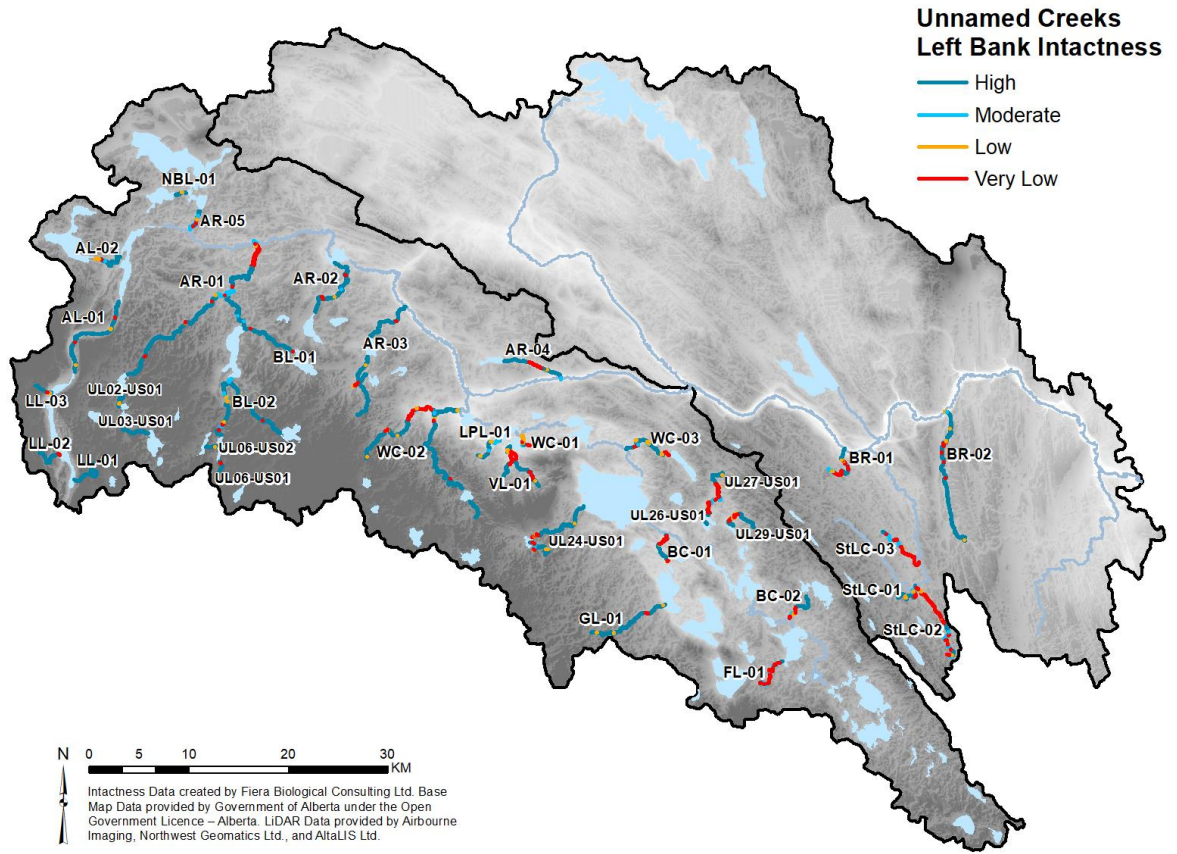 Unnamed Creeks
Left Bank Intactness
High
Moderate
Low
Very Low
NBL-01
AR-05
AL-02
AR-01
AR-02
AL-01
AR-03
BL-01
AR-04
UL02-US01
LL-03
BL-02
UL03-US01
LPL-01
WC-01
WC-03
LL-02
UL06-US02
WC-02
BR-01
BR-02
LL-01
UL06-US01
VL-01
UL27-US01
UL26-US01
UL29-US01
UL24-US01
BC-01
StLC-03
StLC-01
BC-02
GL-01
StLC-02
FL-01
N
0 5 10 20 30
KM
Intactness Data created by Fiera Biological Consulting Ltd. Base
Map Data provided by Government of Alberta under the Open
Government Licence – Alberta. LiDAR Data provided by Airbourne
Imaging, Northwest Geomatics Ltd., and AltaLIS Ltd.